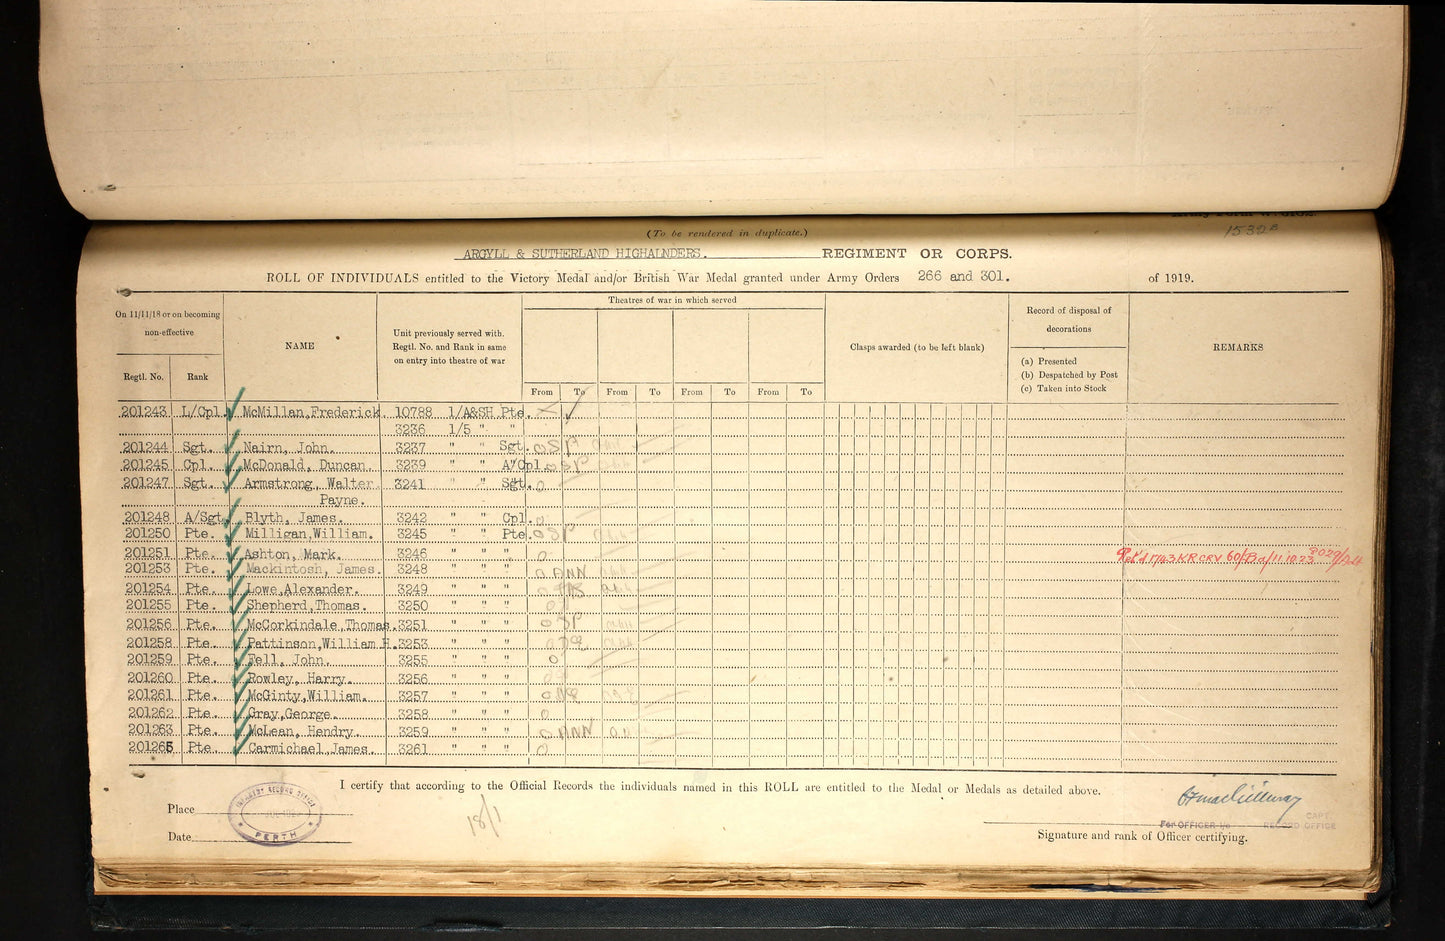 1532B
(To be rendered in duplicate.)
ARGYLL & SUTHERLAND HIGHALNDERS. REGIMENT OR CORPS.
ROLL OF INDIVIDUALS entitled to the Victory Medal and/or British War Medal granted under Army Orders 266 and 301. of 1919.
On 11/11/18 or on becoming non-effective
Regtl. No. Rank
NAME
Unit previously served with. Regtl. No. and Rank in same on entry into theatre of war
Theatres of war in which served
From To From To From To From To
Clasps awarded (to be left blank)
Record of disposal of decorations
(a) Presented
(b) Despatched by Post
(c) Taken into Stock
REMARKS
201243 L/Cpl. McMillan,Frederick. 10788 1/A&SH Pte.
3236 1/5 " "
201244 Sgt. Nairn, John. 3237 " " Sgt.
201245 Cpl. McDonald, Duncan. 3239 " " A/Cpl.
201247 Sgt. Armstrong, Walter Payne. 3241 " " Sgt.
201248 A/Sgt. Blyth, James. 3242 " " Cpl.
201250 Pte. Milligan,William. 3245 " " Pte.
201251 Pte. Ashton, Mark. 3246 " " "
201253 Pte. Mackintosh, James. 3248 " " "
201254 Pte. Lowe,Alexander. 3249 " " "
201255 Pte. Shepherd,Thomas. 3250 " " "
201256 Pte. McCorkindale,Thomas. 3251 " " "
201258 Pte. Pattinson,William H. 3253 " " "
201259 Pte. Fell, John. 3255 " " "
201260 Pte. Rowley, Harry. 3256 " " "
201261 Pte. McGinty,William. 3257 " " "
201262 Pte. Gray,George. 3258 " " "
201263 Pte. McLean, Hendry. 3259 " " "
201265 Pte. Carmichael,James. 3261 " " "
I certify that according to the Official Records the individuals named in this ROLL are entitled to the Medal or Medals as detailed above.
Place
Date
INFANTRY RECORD OFFICE
PERTH
18/1
CAPT.
For OFFICER i/c RECORD OFFICE
Signature and rank of Officer certifying.